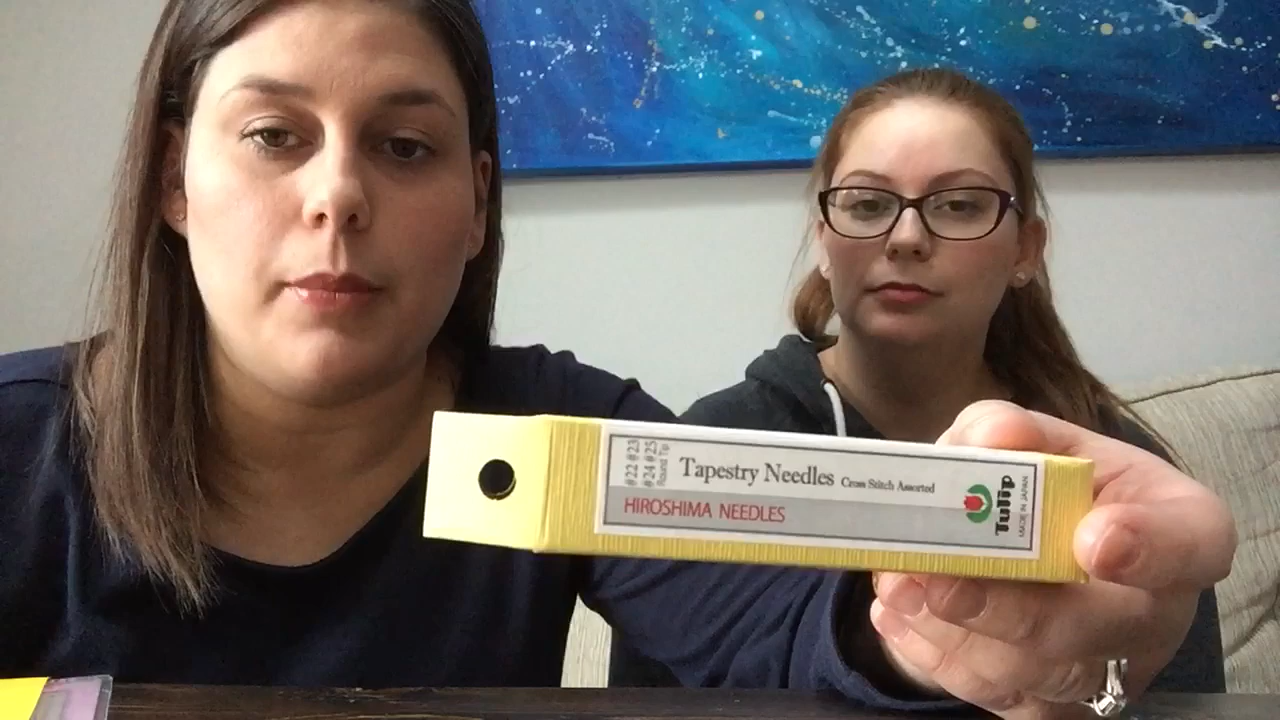 #22 #23
#24 #25
Round Tip
Tapestry Needles Cross Stitch Assorted
HIROSHIMA NEEDLES
Tulip
MADE IN JAPAN